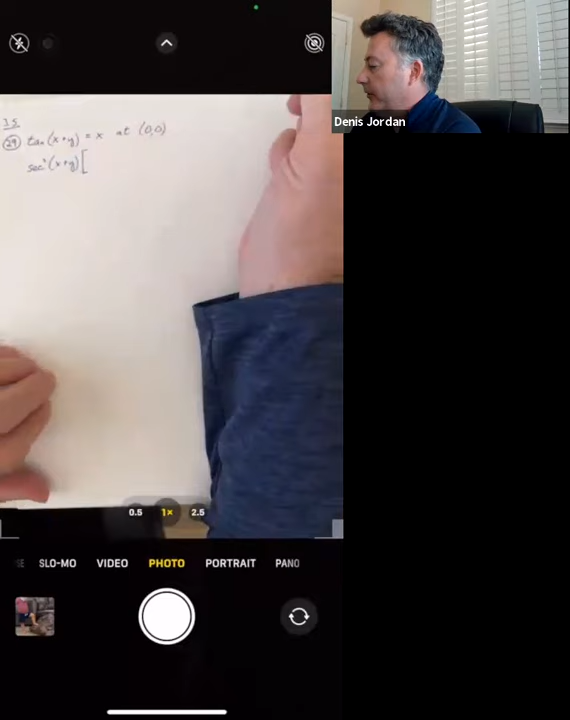 Denis Jordan
3.5
29 tan(x+y) = x at (0,0)
sec²(x+y)[
0.5 1× 2.5
SE SLO-MO VIDEO PHOTO PORTRAIT PANO